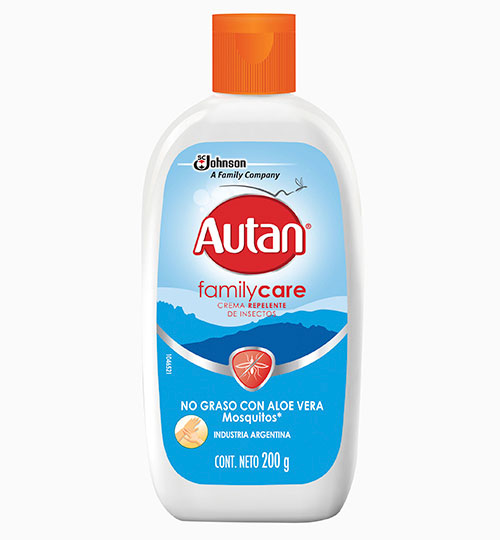 SC Johnson
A Family Company
Autan®
familycare
CREMA REPELENTE
DE INSECTOS
1046521
NO GRASO CON ALOE VERA
Mosquitos*
INDUSTRIA ARGENTINA
CONT. NETO 200 g